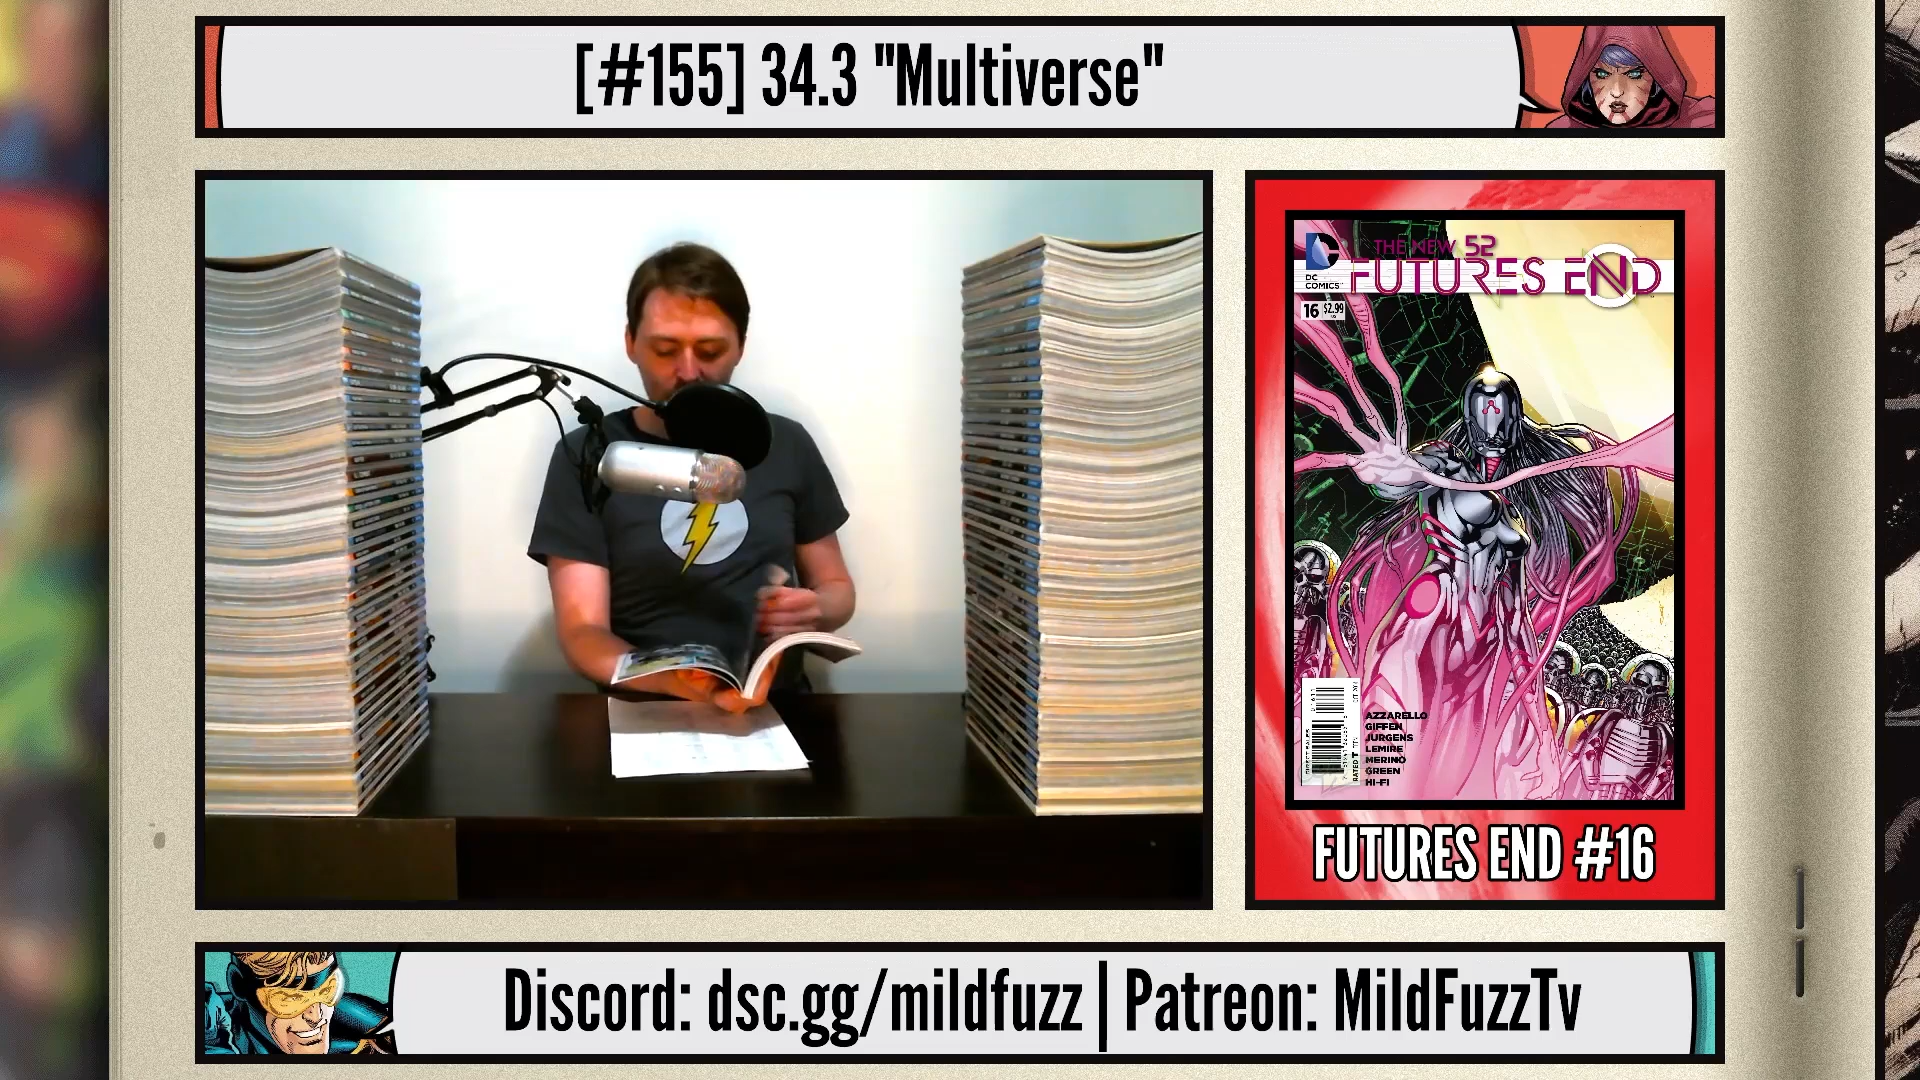 [#155] 34.3 "Multiverse"
DC
COMICS
THE NEW 52
FUTURES END
16 $2.99
AZZARELLO
GIFFEN
JURGENS
LEMIRE
MERINO
GREEN
HI-FI
FUTURES END #16
Discord: dsc.gg/mildfuzz | Patreon: MildFuzzTv